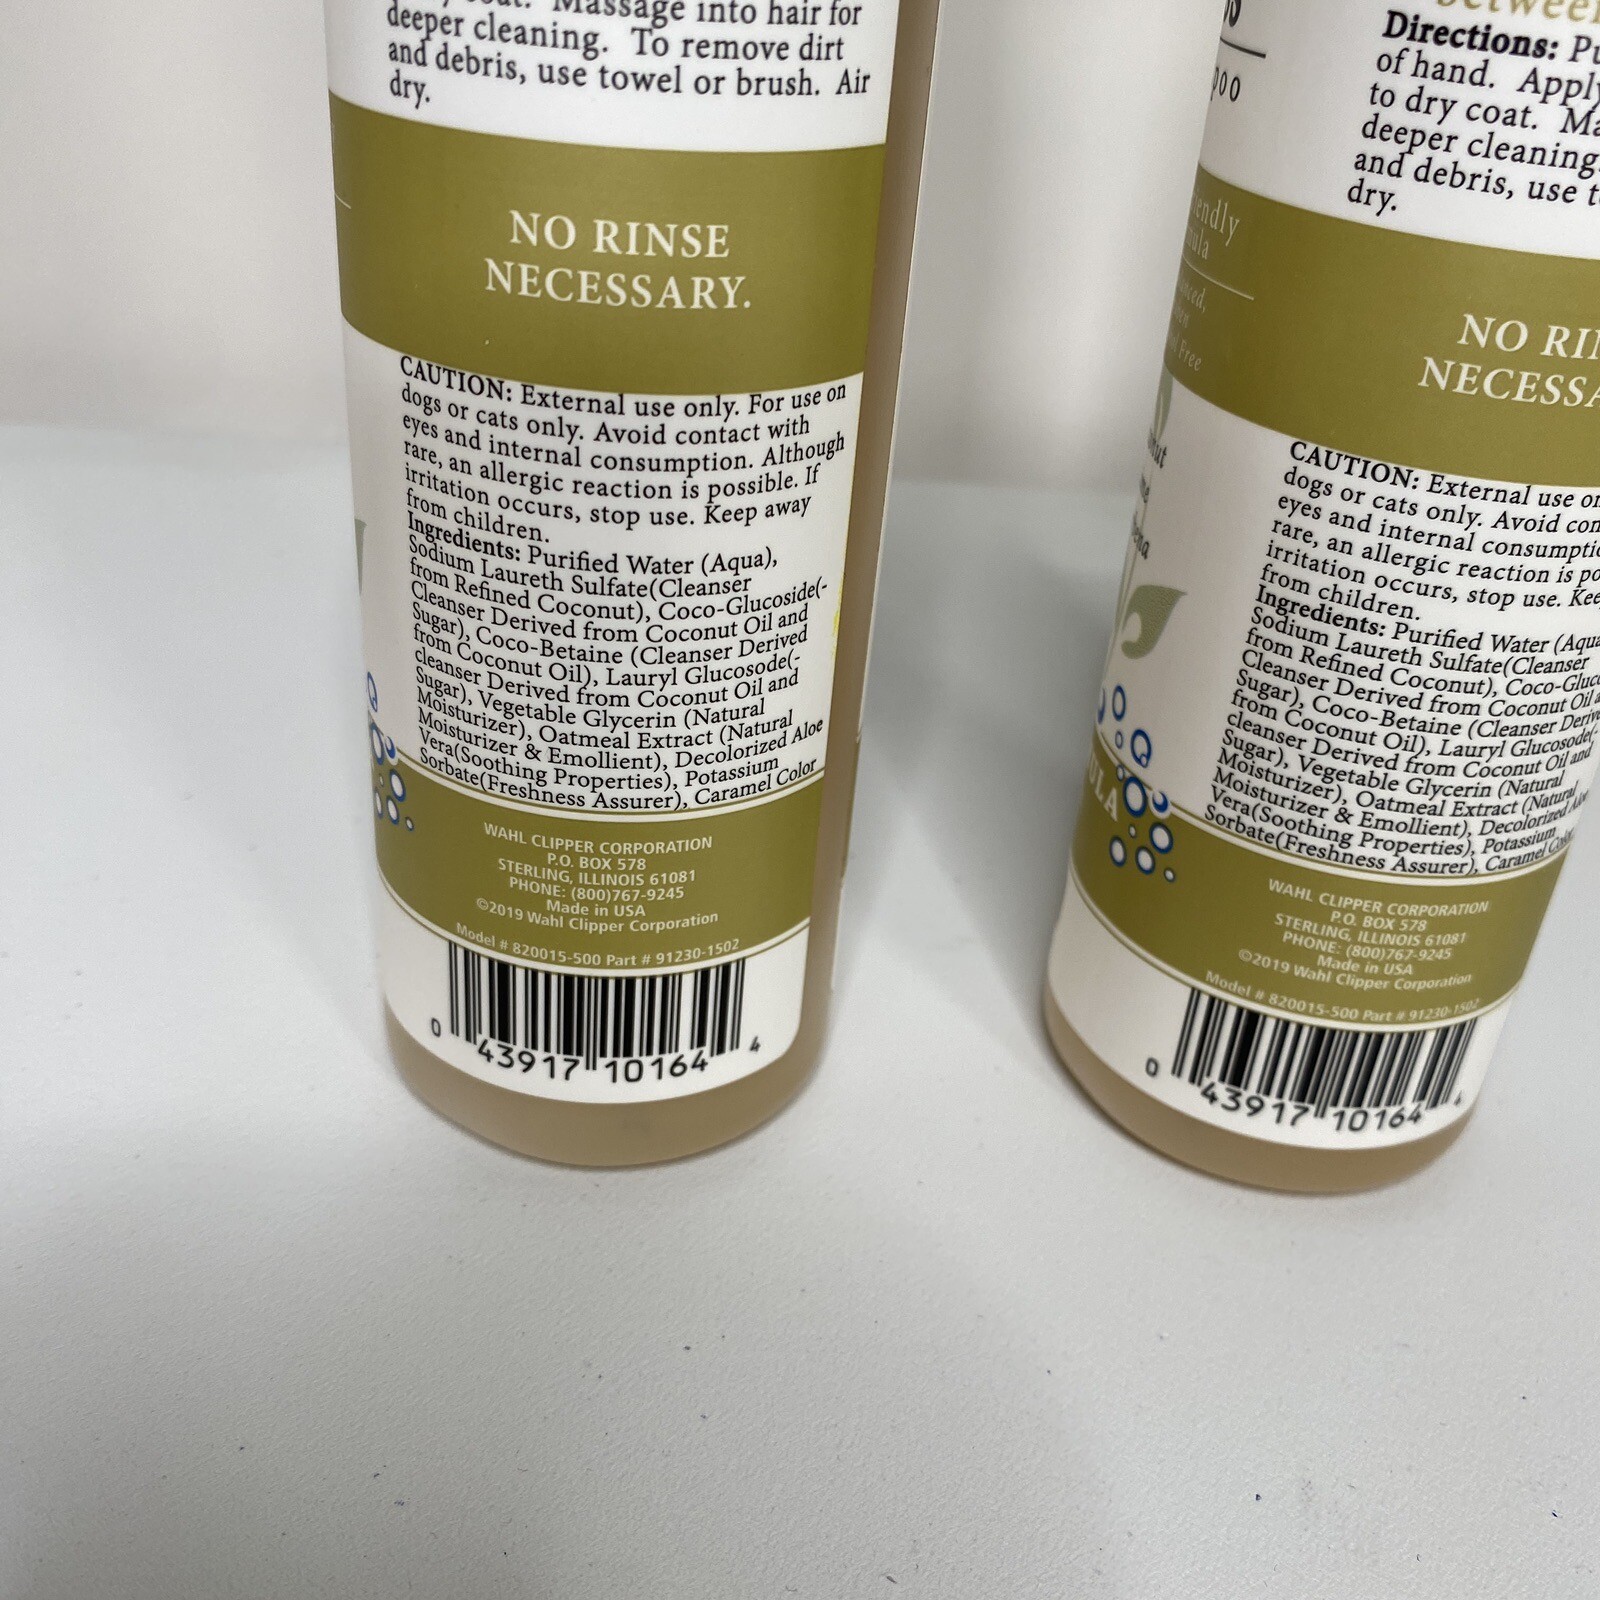 Massage into hair for
deeper cleaning. To remove dirt
and debris, use towel or brush. Air
dry.
NO RINSE
NECESSARY.
CAUTION: External use only. For use on
dogs or cats only. Avoid contact with
eyes and internal consumption. Although
rare, an allergic reaction is possible. If
irritation occurs, stop use. Keep away
from children.
Ingredients: Purified Water (Aqua),
Sodium Laureth Sulfate(Cleanser
from Refined Coconut), Coco-Glucoside(-
Cleanser Derived from Coconut Oil and
Sugar), Coco-Betaine (Cleanser Derived
from Coconut Oil), Lauryl Glucosode(-
cleanser Derived from Coconut Oil and
Sugar), Vegetable Glycerin (Natural
Moisturizer), Oatmeal Extract (Natural
Moisturizer & Emollient), Decolorized Aloe
Vera(Soothing Properties), Potassium
Sorbate(Freshness Assurer), Caramel Color
WAHL CLIPPER CORPORATION
P.O. BOX 578
STERLING, ILLINOIS 61081
PHONE: (800)767-9245
Made in USA
©2019 Wahl Clipper Corporation
Model # 820015-500 Part # 91230-1502
0 43917 10164 4
between
Directions:
of hand. Apply
to dry coat.
deeper cleaning.
and debris, use
dry.
NO
NECESSA
CAUTION: External use
dogs or cats only. Avoid
eyes and internal
rare, an allergic reaction is
irritation occurs, stop use. Keep
from children.
Ingredients: Purified Water (Aqua
Sodium Laureth Sulfate(Cleanser
from Refined Coconut), Coco-Gluco
Cleanser Derived from Coconut Oil
Sugar), Coco-Betaine (Cleanser Derive
from Coconut Oil), Lauryl Glucosode(-
cleanser Derived from Coconut Oil and
Sugar), Vegetable Glycerin (Natural
Moisturizer), Oatmeal Extract (Natural
Moisturizer & Emollient), Decolorized Aloe
Vera(Soothing Properties), Potassium
Sorbate(Freshness Assurer), Caramel Color
WAHL CLIPPER CORPORATION
P.O. BOX 578
STERLING, ILLINOIS 61081
PHONE: (800)767-9245
Made in USA
©2019 Wahl Clipper Corporation
Model # 820015-500 Part # 91230-1502
0 43917 10164 4